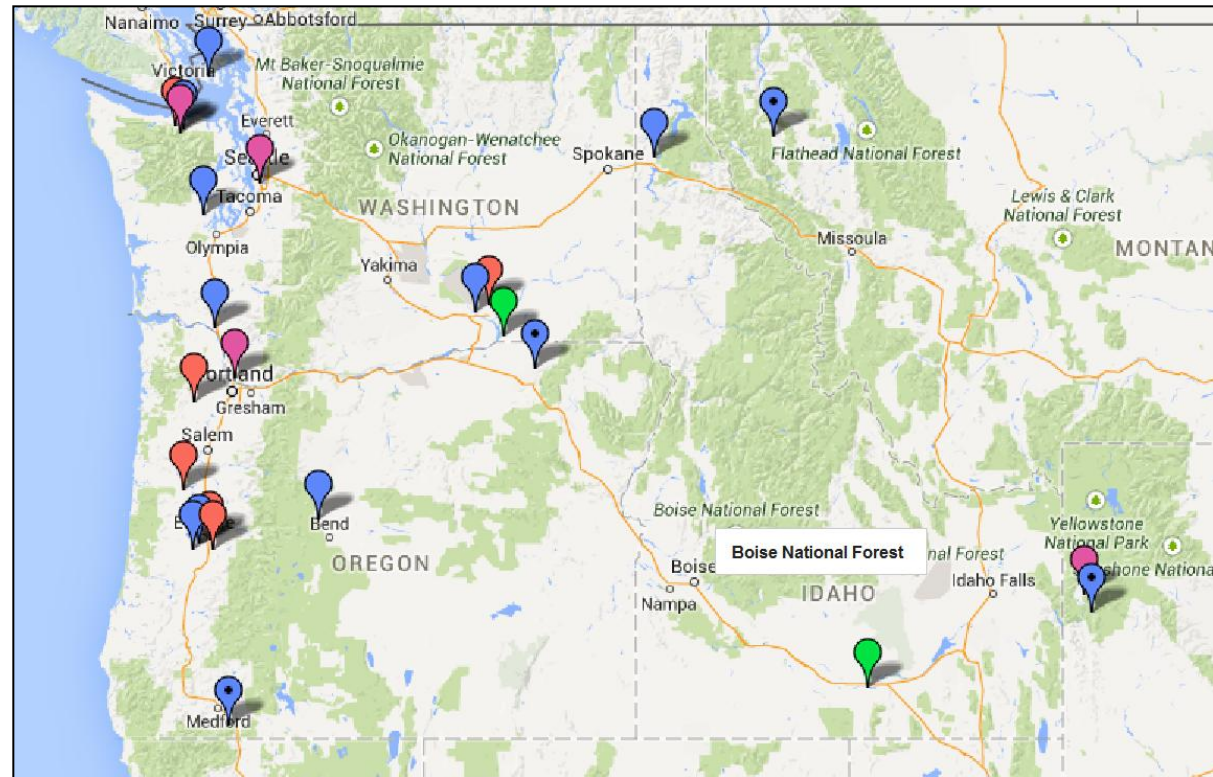 Nanaimo
Surrey
Abbotsford
Victoria
Mt Baker-Snoqualmie
National Forest
Everett
Okanogan-Wenatchee
National Forest
Spokane
Flathead National Forest
Tacoma
WASHINGTON
Lewis & Clark
National Forest
Olympia
Missoula
MONTAN
Yakima
Gresham
Salem
Boise National Forest
Bend
OREGON
Yellowstone
National Park
Boise National Forest
nal Forest
Boise
Idaho Falls
Nampa
IDAHO
Medford